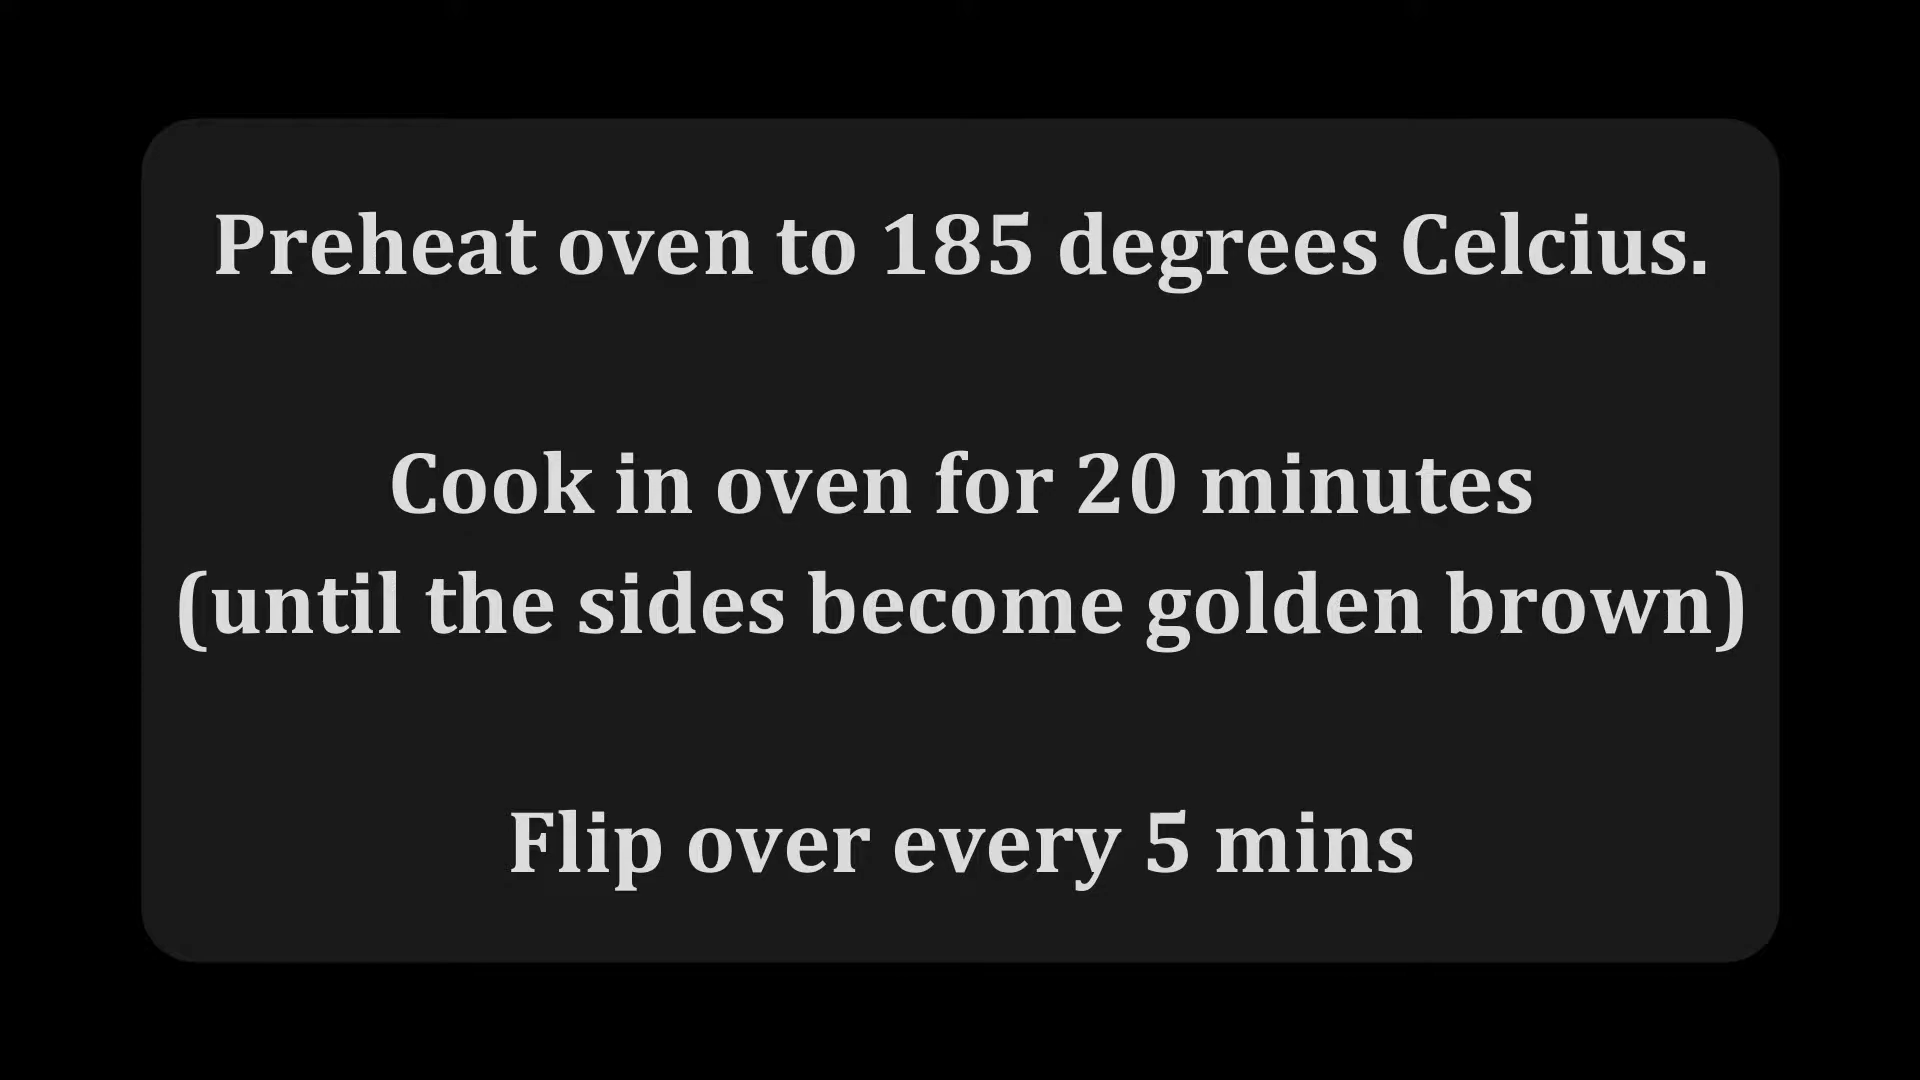 Preheat oven to 185 degrees Celcius.
Cook in oven for 20 minutes
(until the sides become golden brown)
Flip over every 5 mins